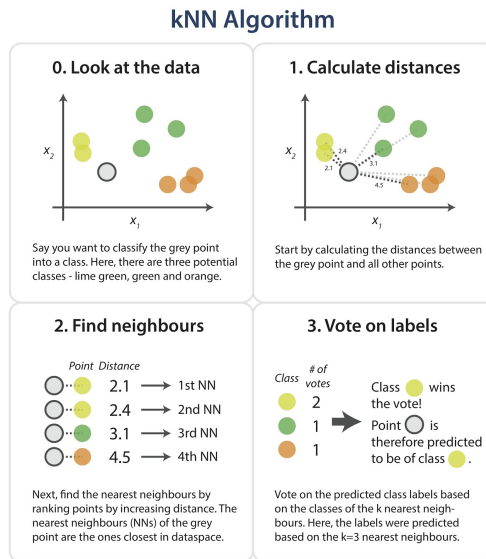 kNN Algorithm
0. Look at the data
x2
x1
Say you want to classify the grey point
into a class. Here, there are three potential
classes - lime green, green and orange.
1. Calculate distances
x2
2.4
2.1
3.1
4.5
x1
Start by calculating the distances between
the grey point and all other points.
2. Find neighbours
Point Distance
2.1 1st NN
2.4 2nd NN
3.1 3rd NN
4.5 4th NN
Next, find the nearest neighbours by
ranking points by increasing distance. The
nearest neighbours (NNs) of the grey
point are the ones closest in dataspace.
3. Vote on labels
Class # of
votes
2
1
1
Class wins
the vote!
Point is
therefore predicted
to be of class .
Vote on the predicted class labels based
on the classes of the k nearest neigh-
bours. Here, the labels were predicted
based on the k=3 nearest neighbours.